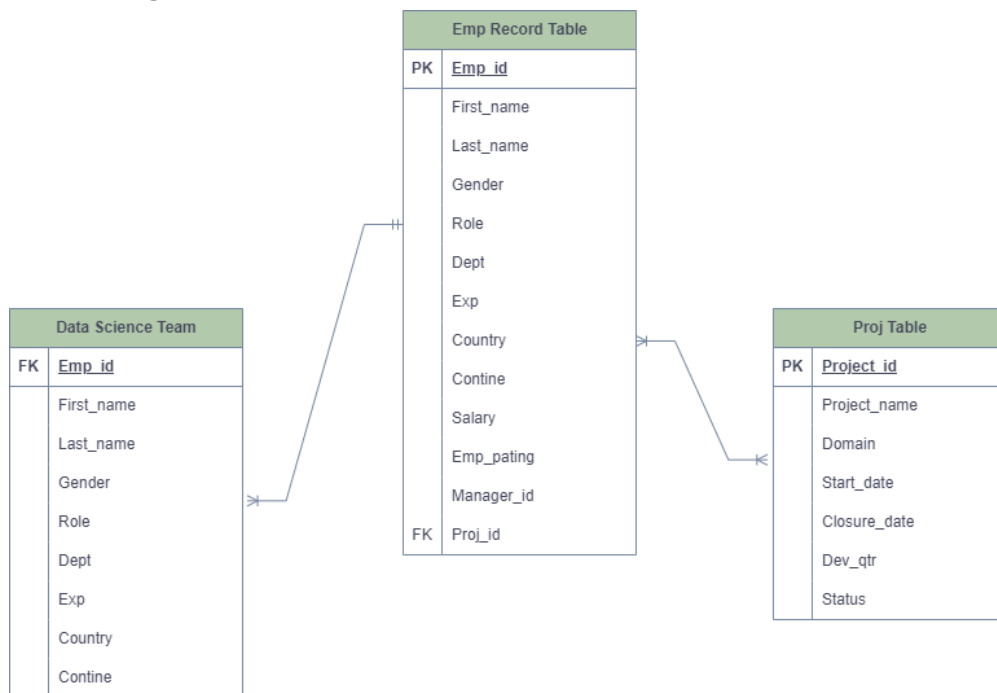 Emp Record Table
PK Emp_id
First_name
Last_name
Gender
Role
Dept
Exp
Country
Contine
Salary
Emp_pating
Manager_id
FK Proj_id
Data Science Team
FK Emp_id
First_name
Last_name
Gender
Role
Dept
Exp
Country
Contine
Proj Table
PK Project_id
Project_name
Domain
Start_date
Closure_date
Dev_qtr
Status